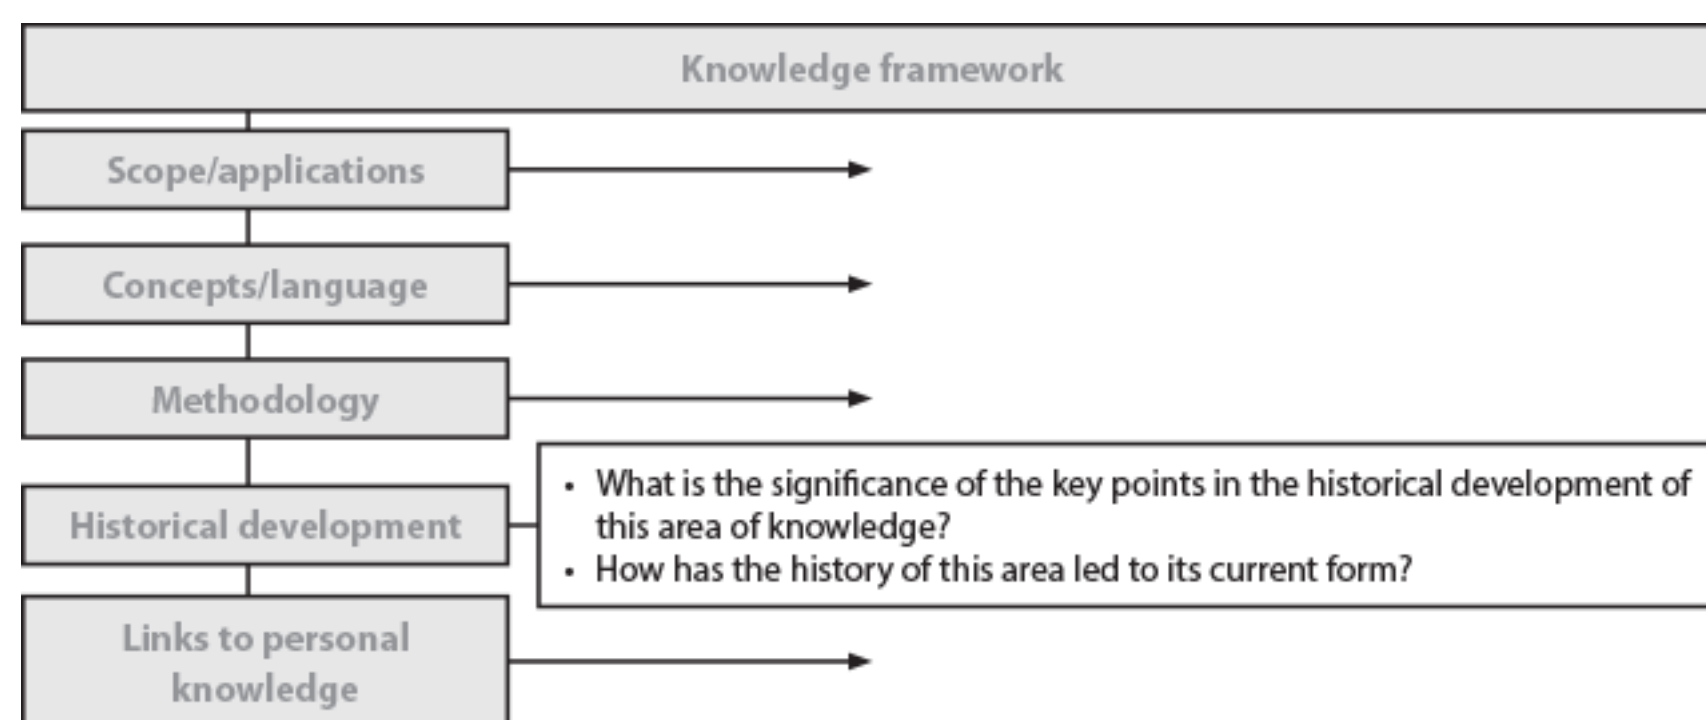 Knowledge framework
Scope/applications
Concepts/language
Methodology
Historical development
• What is the significance of the key points in the historical development of
this area of knowledge?
• How has the history of this area led to its current form?
Links to personal
knowledge